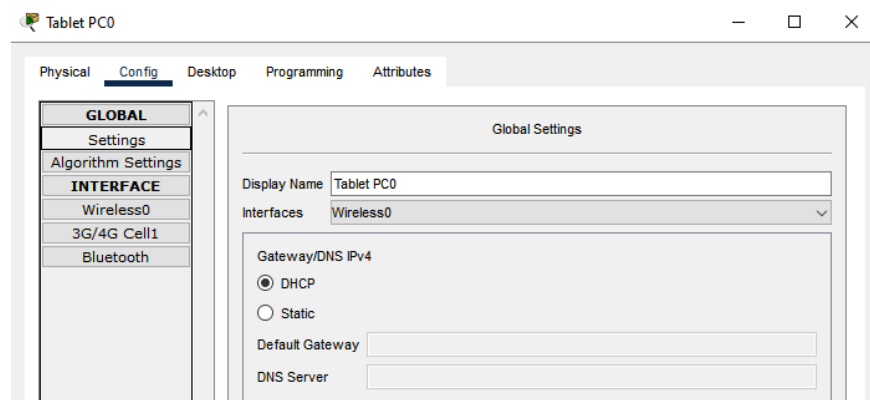 Tablet PC0
Physical Config Desktop Programming Attributes
GLOBAL
Settings
Algorithm Settings
INTERFACE
Wireless0
3G/4G Cell1
Bluetooth
Global Settings
Display Name Tablet PC0
Interfaces Wireless0
Gateway/DNS IPv4
DHCP
Static
Default Gateway
DNS Server